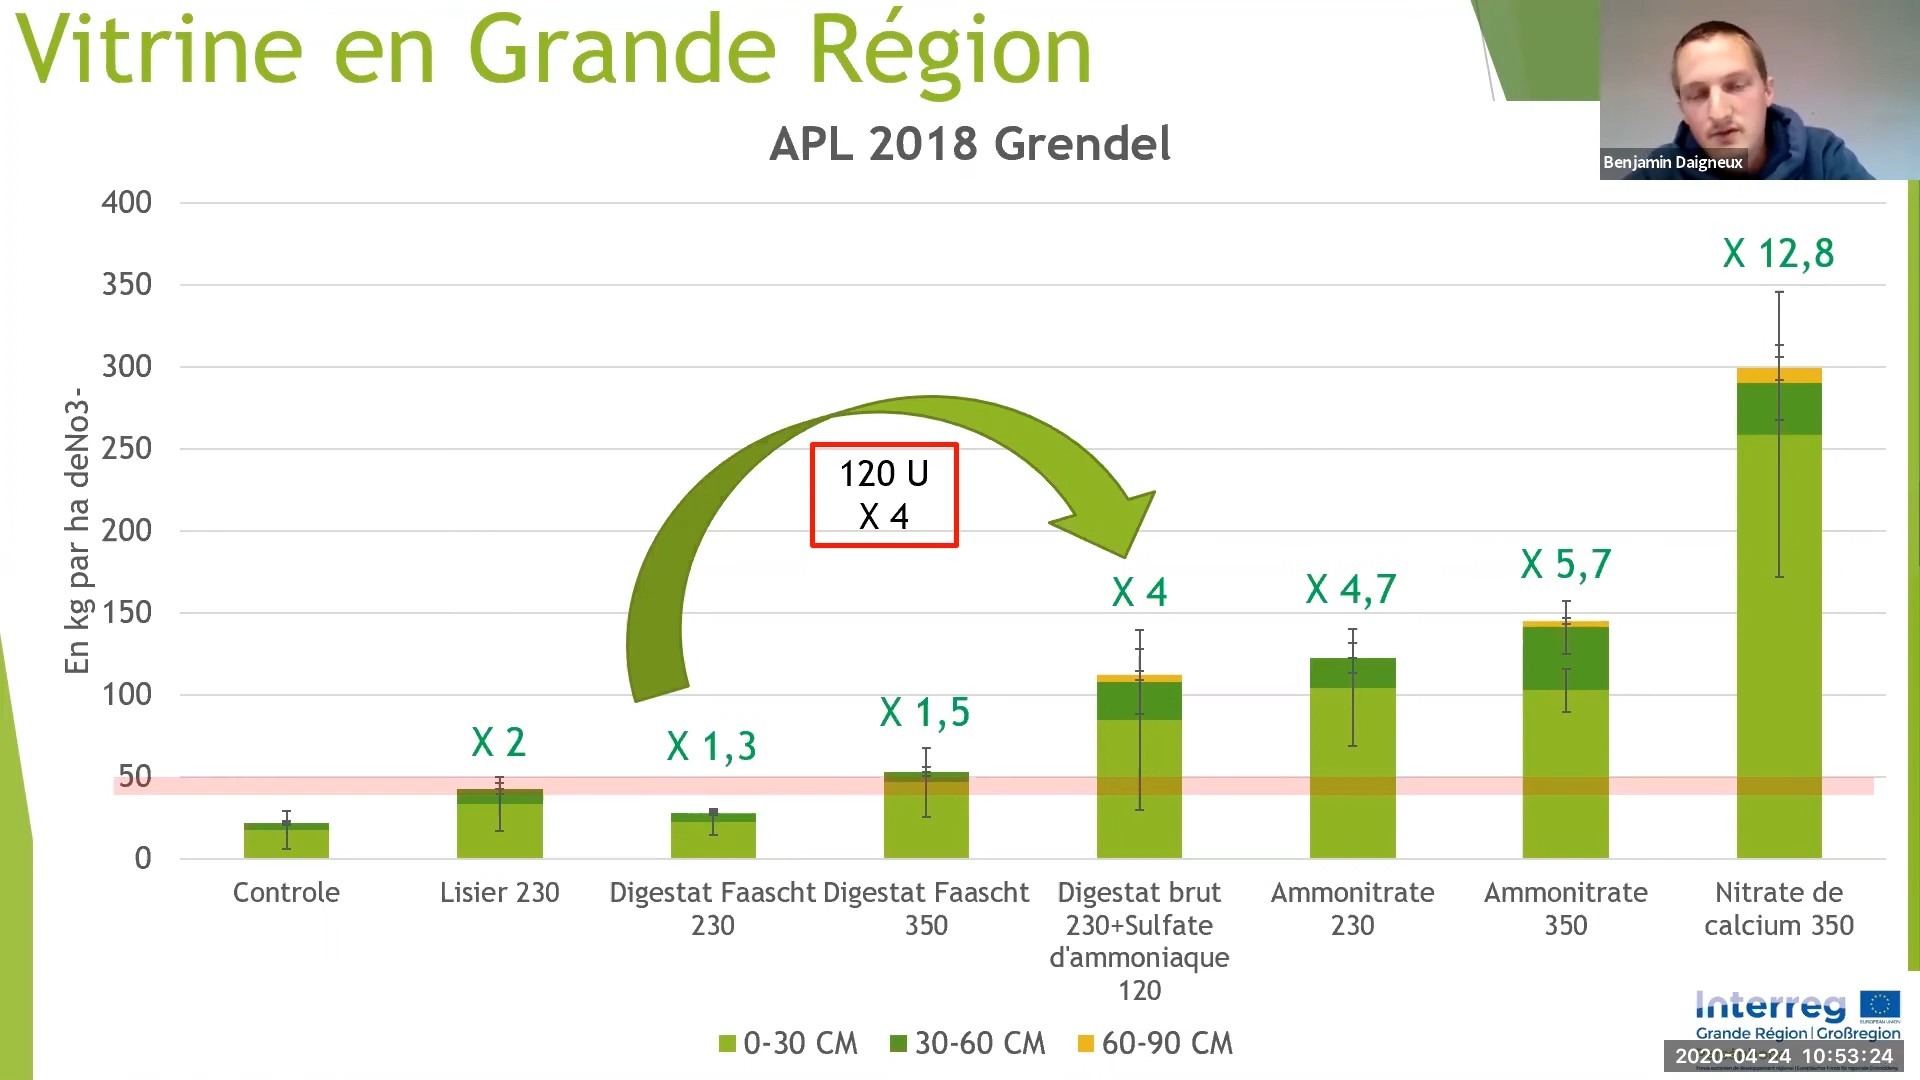 Vitrine en Grande Région
Benjamin Daigneux
APL 2018 Grendel
En kg par ha deNo3-
400
350
300
250
200
150
100
50
0
X 2
X 1,3
X 1,5
120 U
X 4
X 4
X 4,7
X 5,7
X 12,8
Controle
Lisier 230
Digestat Faascht
230
Digestat Faascht
350
Digestat brut
230+Sulfate
d'ammoniaque
120
Ammonitrate
230
Ammonitrate
350
Nitrate de
calcium 350
0-30 CM
30-60 CM
60-90 CM
Interreg
EUROPEAN UNION
Grande Région | Großregion
2020-04-24 10:53:24